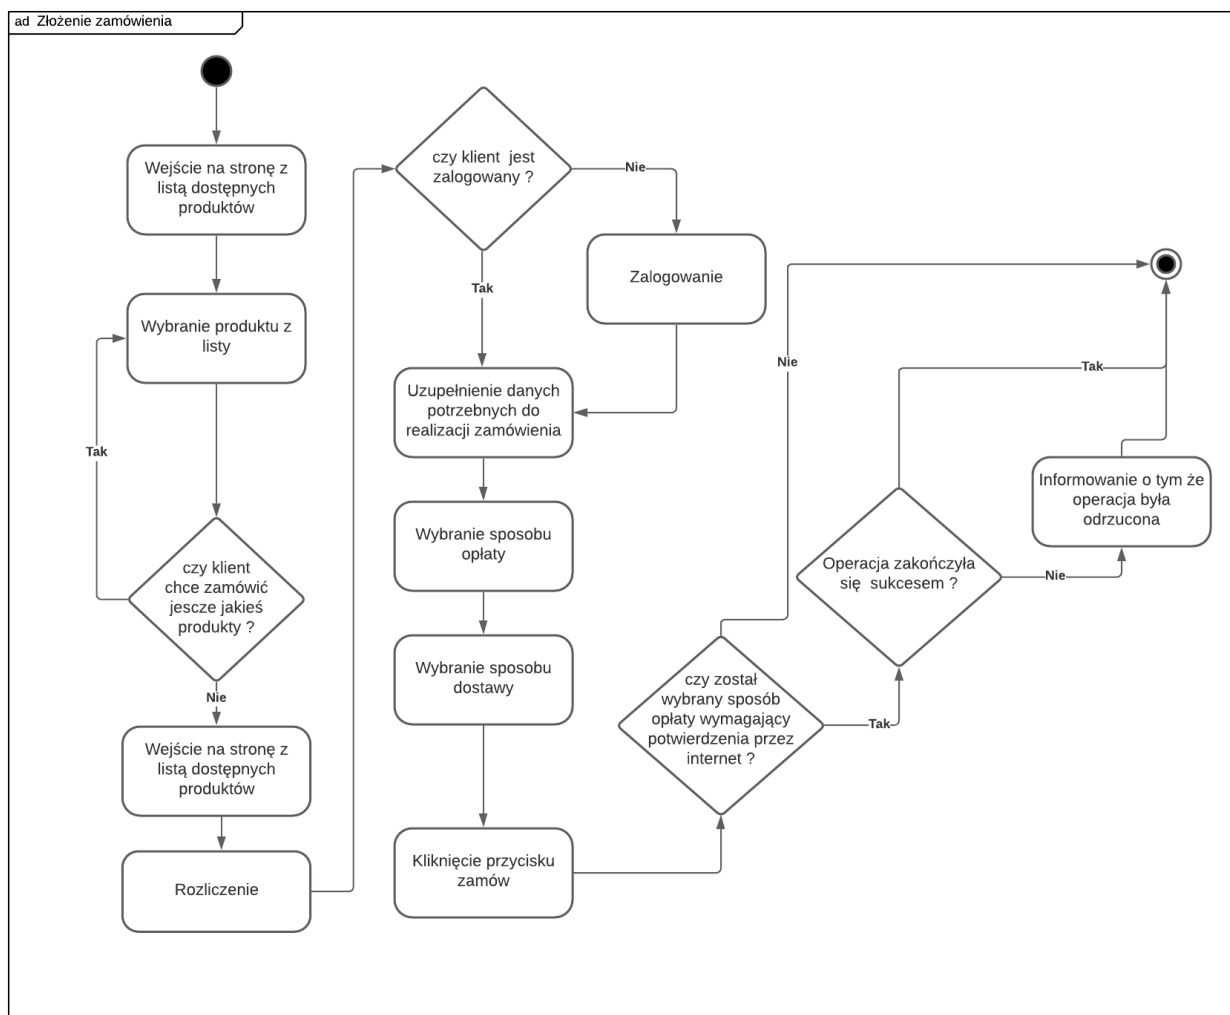 ad Złożenie zamówienia
Wejście na stronę z
listą dostępnych
produktów
Wybranie produktu z
listy
Tak
czy klient
chce zamówić
jescze jakieś
produkty ?
Nie
Wejście na stronę z
listą dostępnych
produktów
Rozliczenie
czy klient jest
zalogowany ?
Nie
Zalogowanie
Tak
Uzupełnienie danych
potrzebnych do
realizacji zamówienia
Wybranie sposobu
opłaty
Wybranie sposobu
dostawy
Kliknięcie przycisku
zamów
czy został
wybrany sposób
opłaty wymagający
potwierdzenia przez
internet ?
Nie
Tak
Operacja zakończyła
się sukcesem ?
Tak
Nie
Informowanie o tym że
operacja była
odrzucona